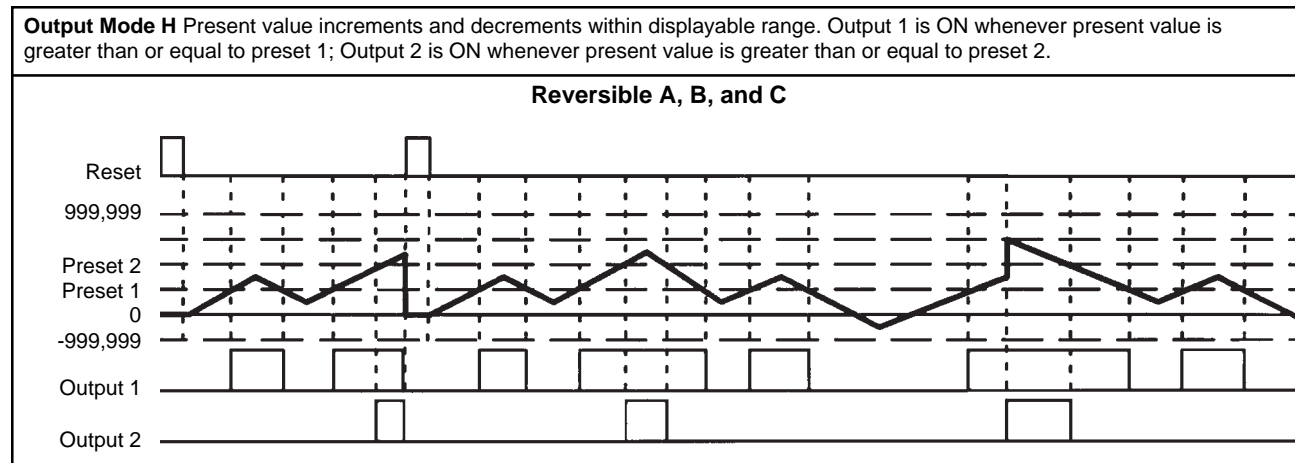 Output Mode H Present value increments and decrements within displayable range. Output 1 is ON whenever present value is
greater than or equal to preset 1; Output 2 is ON whenever present value is greater than or equal to preset 2.
Reversible A, B, and C
Reset
999,999
Preset 2
Preset 1
0
-999,999
Output 1
Output 2